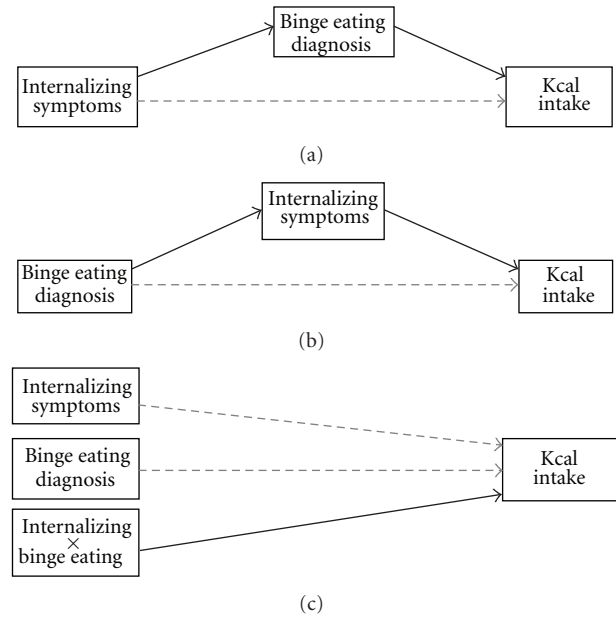 Binge eating
diagnosis
Internalizing
symptoms
Kcal
intake
(a)
Internalizing
symptoms
Binge eating
diagnosis
Kcal
intake
(b)
Internalizing
symptoms
Binge eating
diagnosis
Kcal
intake
Internalizing
×
binge eating
(c)